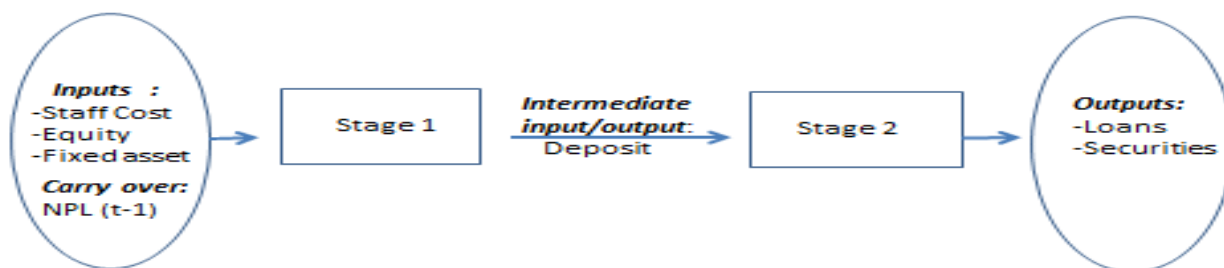 Inputs :
-Staff Cost
-Equity
-Fixed asset
Carry over:
NPL (t-1)
Stage 1
Intermediate
input/output:
Deposit
Stage 2
Outputs:
-Loans
-Securities